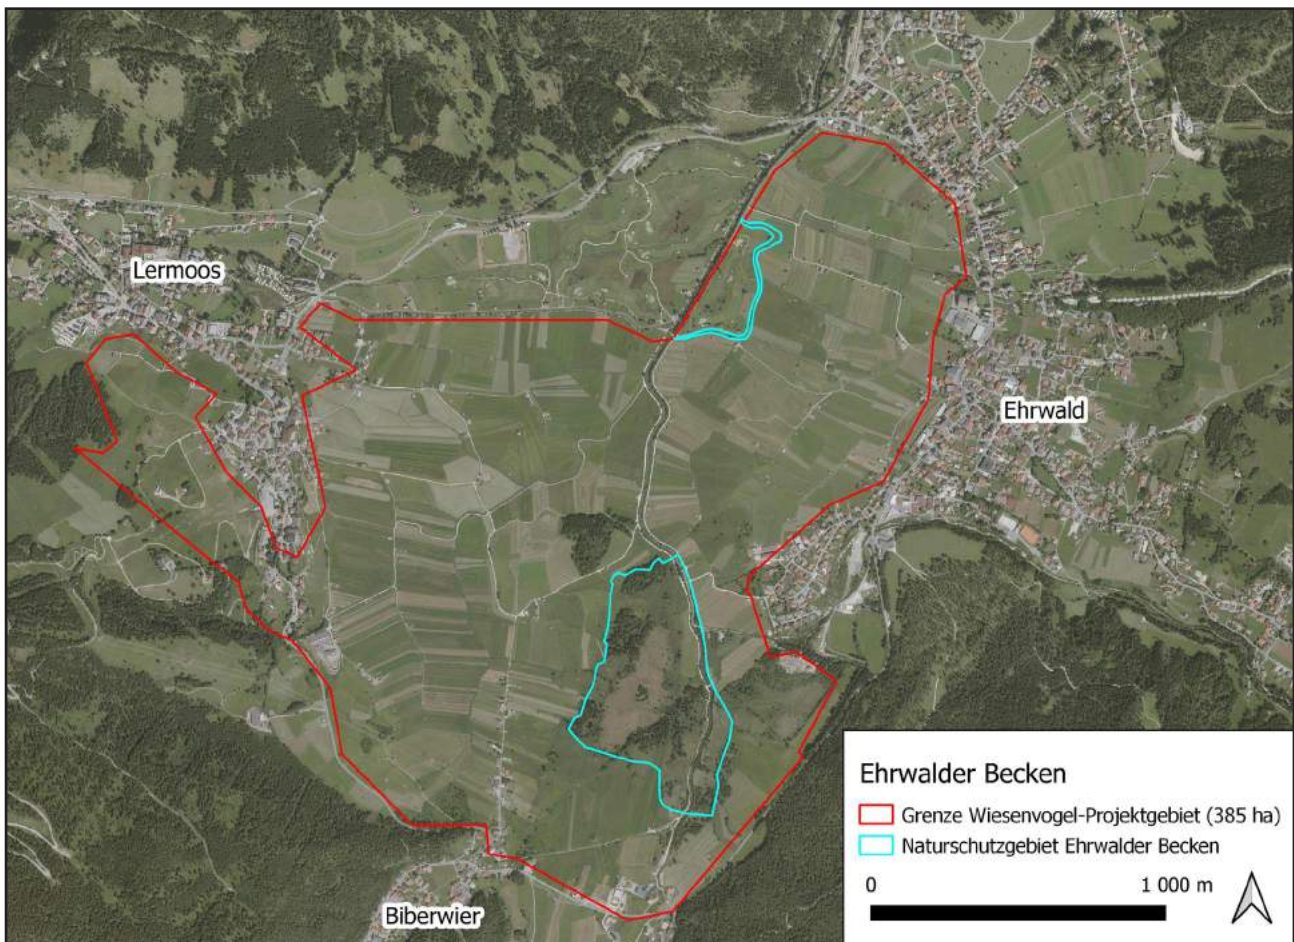 Lermoos
Ehrwald
Biberwier
Ehrwalder Becken
Grenze Wiesenvogel-Projektgebiet (385 ha)
Naturschutzgebiet Ehrwalder Becken
0 1 000 m